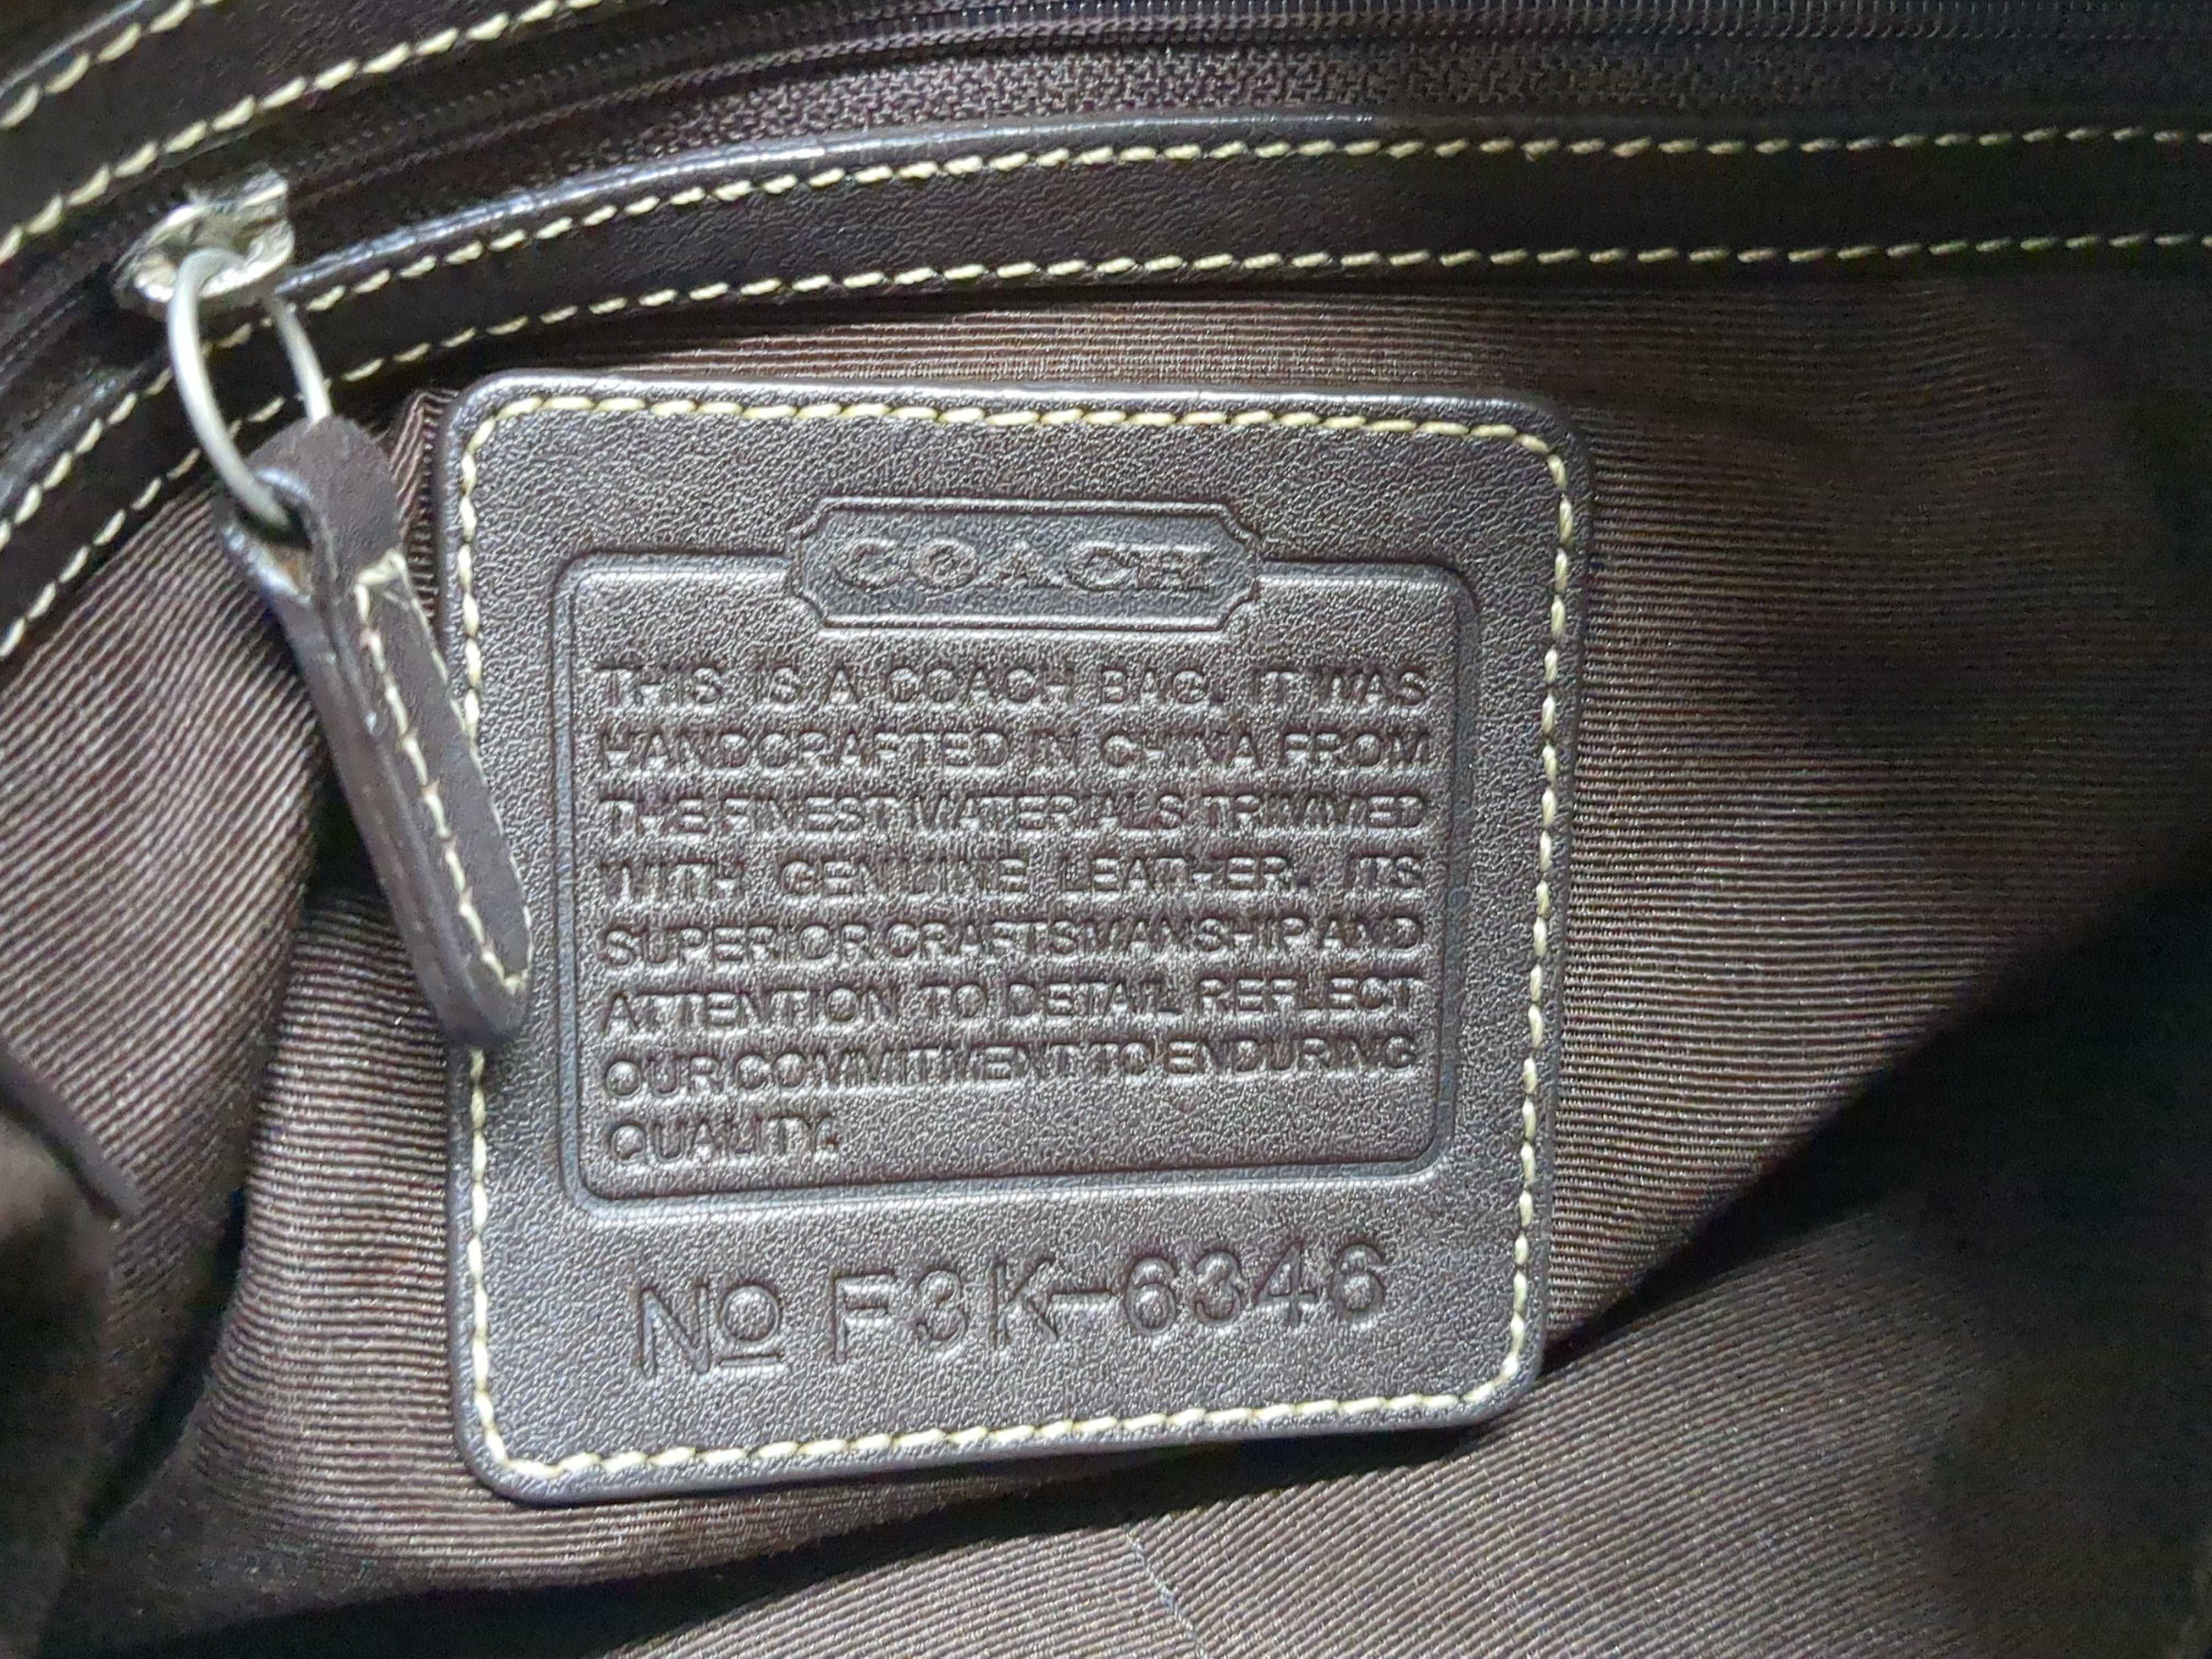 COACH
THIS IS A COACH BAG. IT WAS
HANDCRAFTED IN CHINA FROM
THE FINEST MATERIALS TRIMMED
WITH GENUINE LEATHER. ITS
SUPERIOR CRAFTSMANSHIP AND
ATTENTION TO DETAIL REFLECT
OUR COMMITMENT TO ENDURING
QUALITY.
No F3K-6346